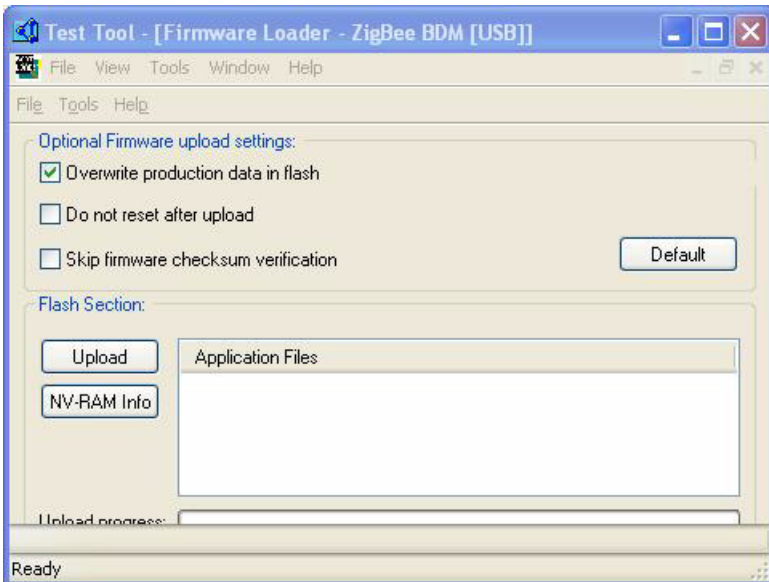 Test Tool - [Firmware Loader - ZigBee BDM [USB]]
File View Tools Window Help
File Tools Help
Optional Firmware upload settings:
Overwrite production data in flash
Do not reset after upload
Skip firmware checksum verification
Default
Flash Section:
Upload
Application Files
NV-RAM Info
Upload progress:
Ready